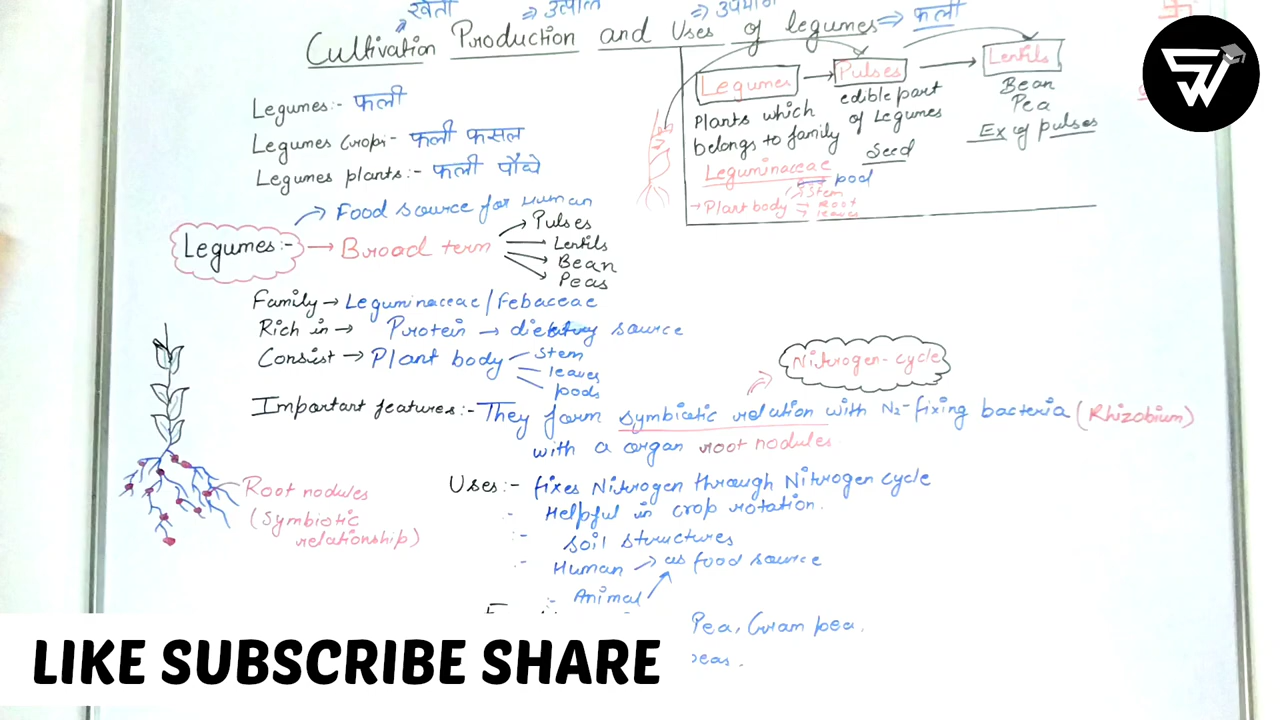 खेती => उत्पाद => उपभोग
Cultivation Production and Uses of legumes => फली
Legumes:- फली
Legumes Crop:- फली फसल
Legumes plants:- फली पौधे
Legumes → Pulses → Lentils
Plants which belongs to family Leguminaceae
edible part of Legumes
Seed
Bean
Pea
Ex of pulses
→ Plant body → pod
→ Stem
→ Root
→ leaves
Legumes:- → Food source for Human
→ Broad term
Pulses
Lentils
Bean
Peas
Family → Leguminaceae/Febaceae
Rich in → Protein → dietary source
Consist → Plant body
Stem
leaves
pods
Nitrogen-cycle
Important features:- They form symbiotic relation with N₂-fixing bacteria (Rhizobium)
with a organ root nodules
Root nodules
(Symbiotic
relationship)
Uses:- fixes Nitrogen through Nitrogen cycle
:- Helpful in crop rotation.
:- Soil structures
:- Human → as food source
:- Animal
Pea, Gram pea.
eas.
LIKE SUBSCRIBE SHARE
SW